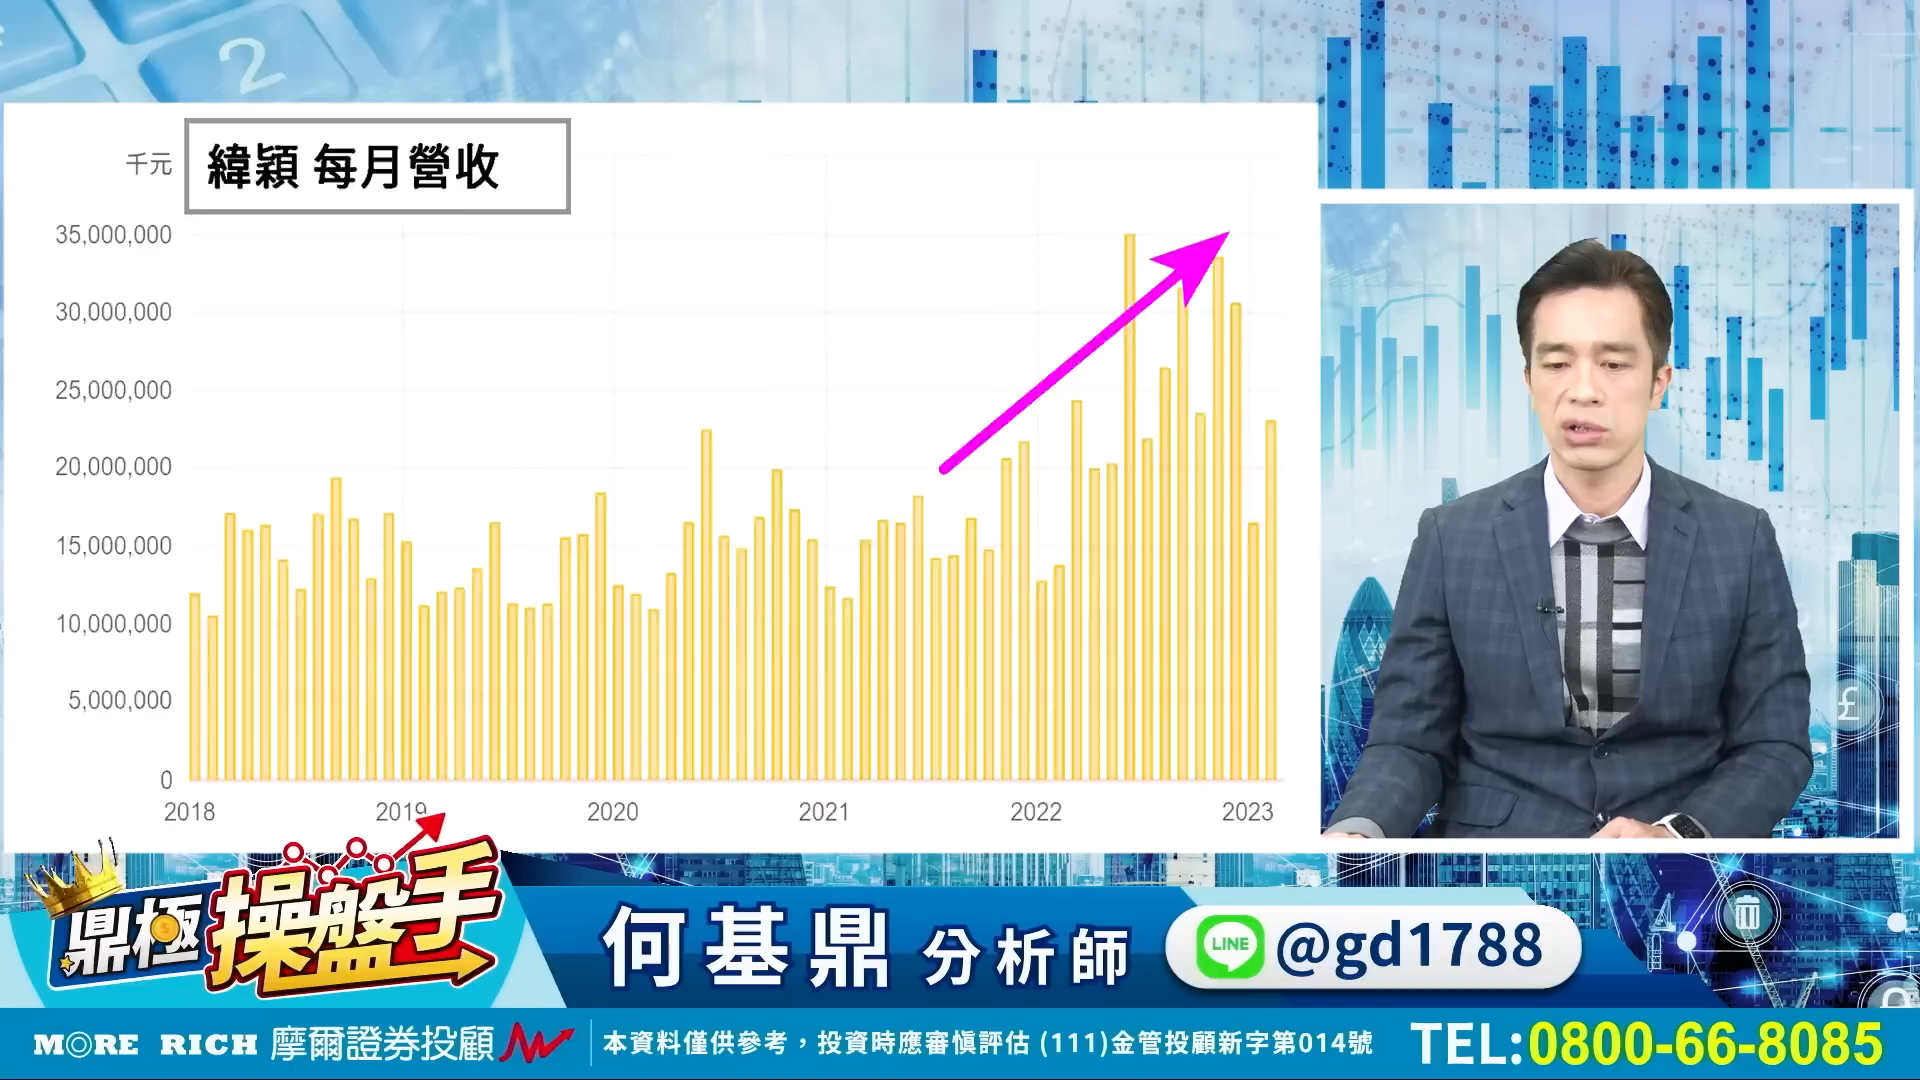 2
千元
緯穎 每月營收
35,000,000
30,000,000
25,000,000
20,000,000
15,000,000
10,000,000
5,000,000
0
2018 2019 2020 2021 2022 2023
£
鼎極操盤手
何基鼎 分析師
LINE @gd1788
MORE RICH 摩爾證券投顧
本資料僅供參考，投資時應審慎評估 (111)金管投顧新字第014號
TEL:0800-66-8085